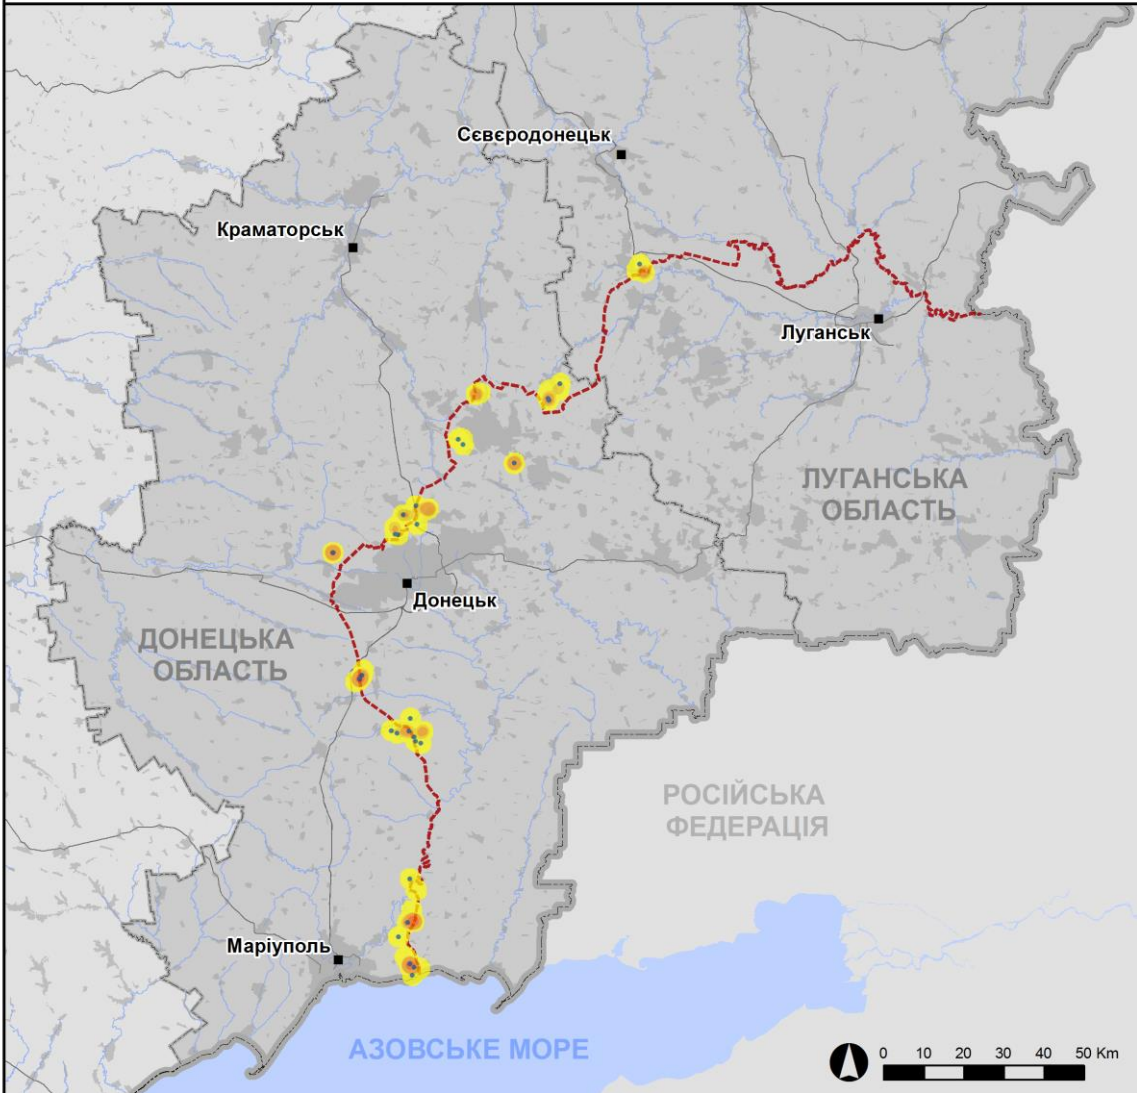 Сєвєродонецьк
Краматорськ
Луганськ
ЛУГАНСЬКА
ОБЛАСТЬ
Донецьк
ДОНЕЦЬКА
ОБЛАСТЬ
РОСІЙСЬКА
ФЕДЕРАЦІЯ
Маріуполь
АЗОВСЬКЕ МОРЕ
0 10 20 30 40 50 Km